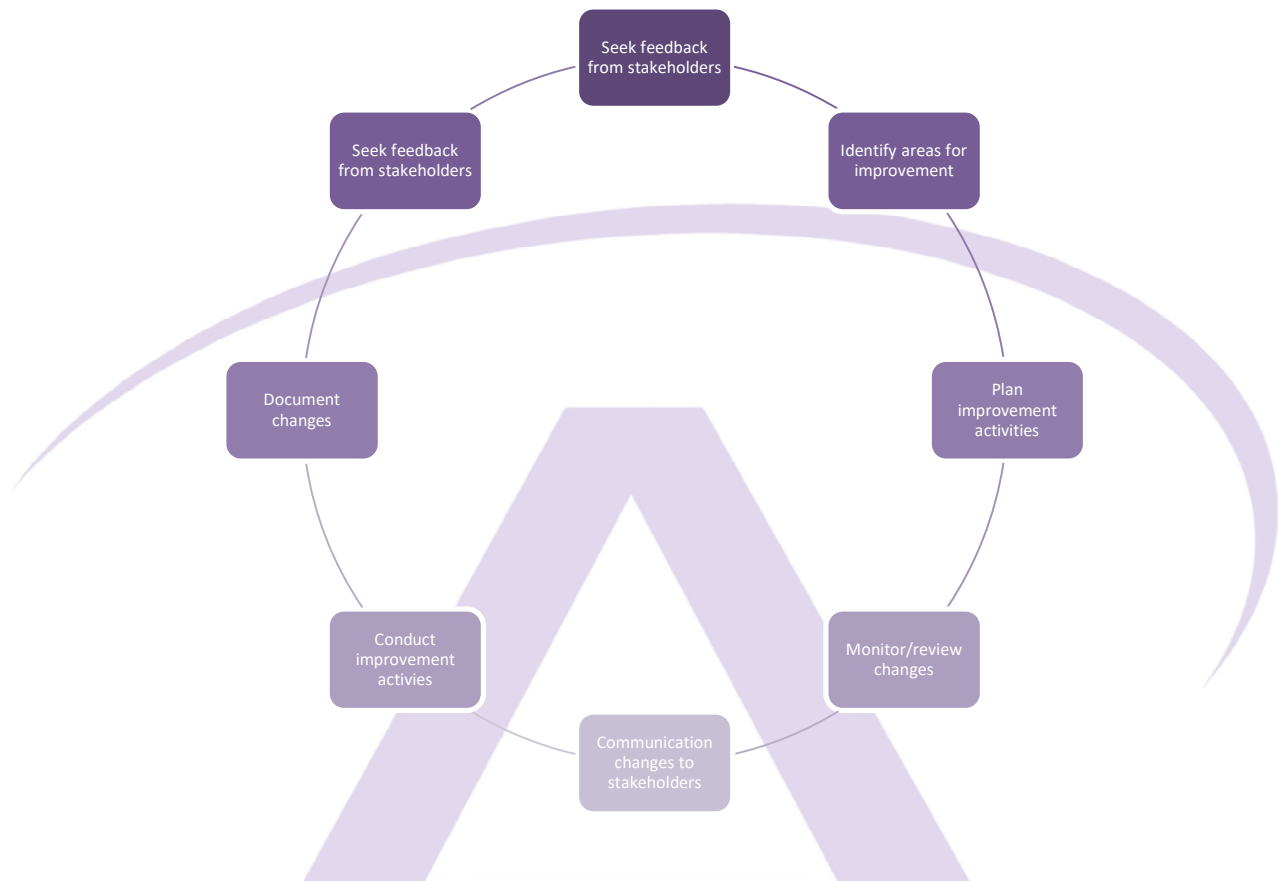 Seek feedback
from stakeholders
Identify areas for
improvement
Plan
improvement
activities
Monitor/review
changes
Communication
changes to
stakeholders
Conduct
improvement
activies
Document
changes
Seek feedback
from stakeholders